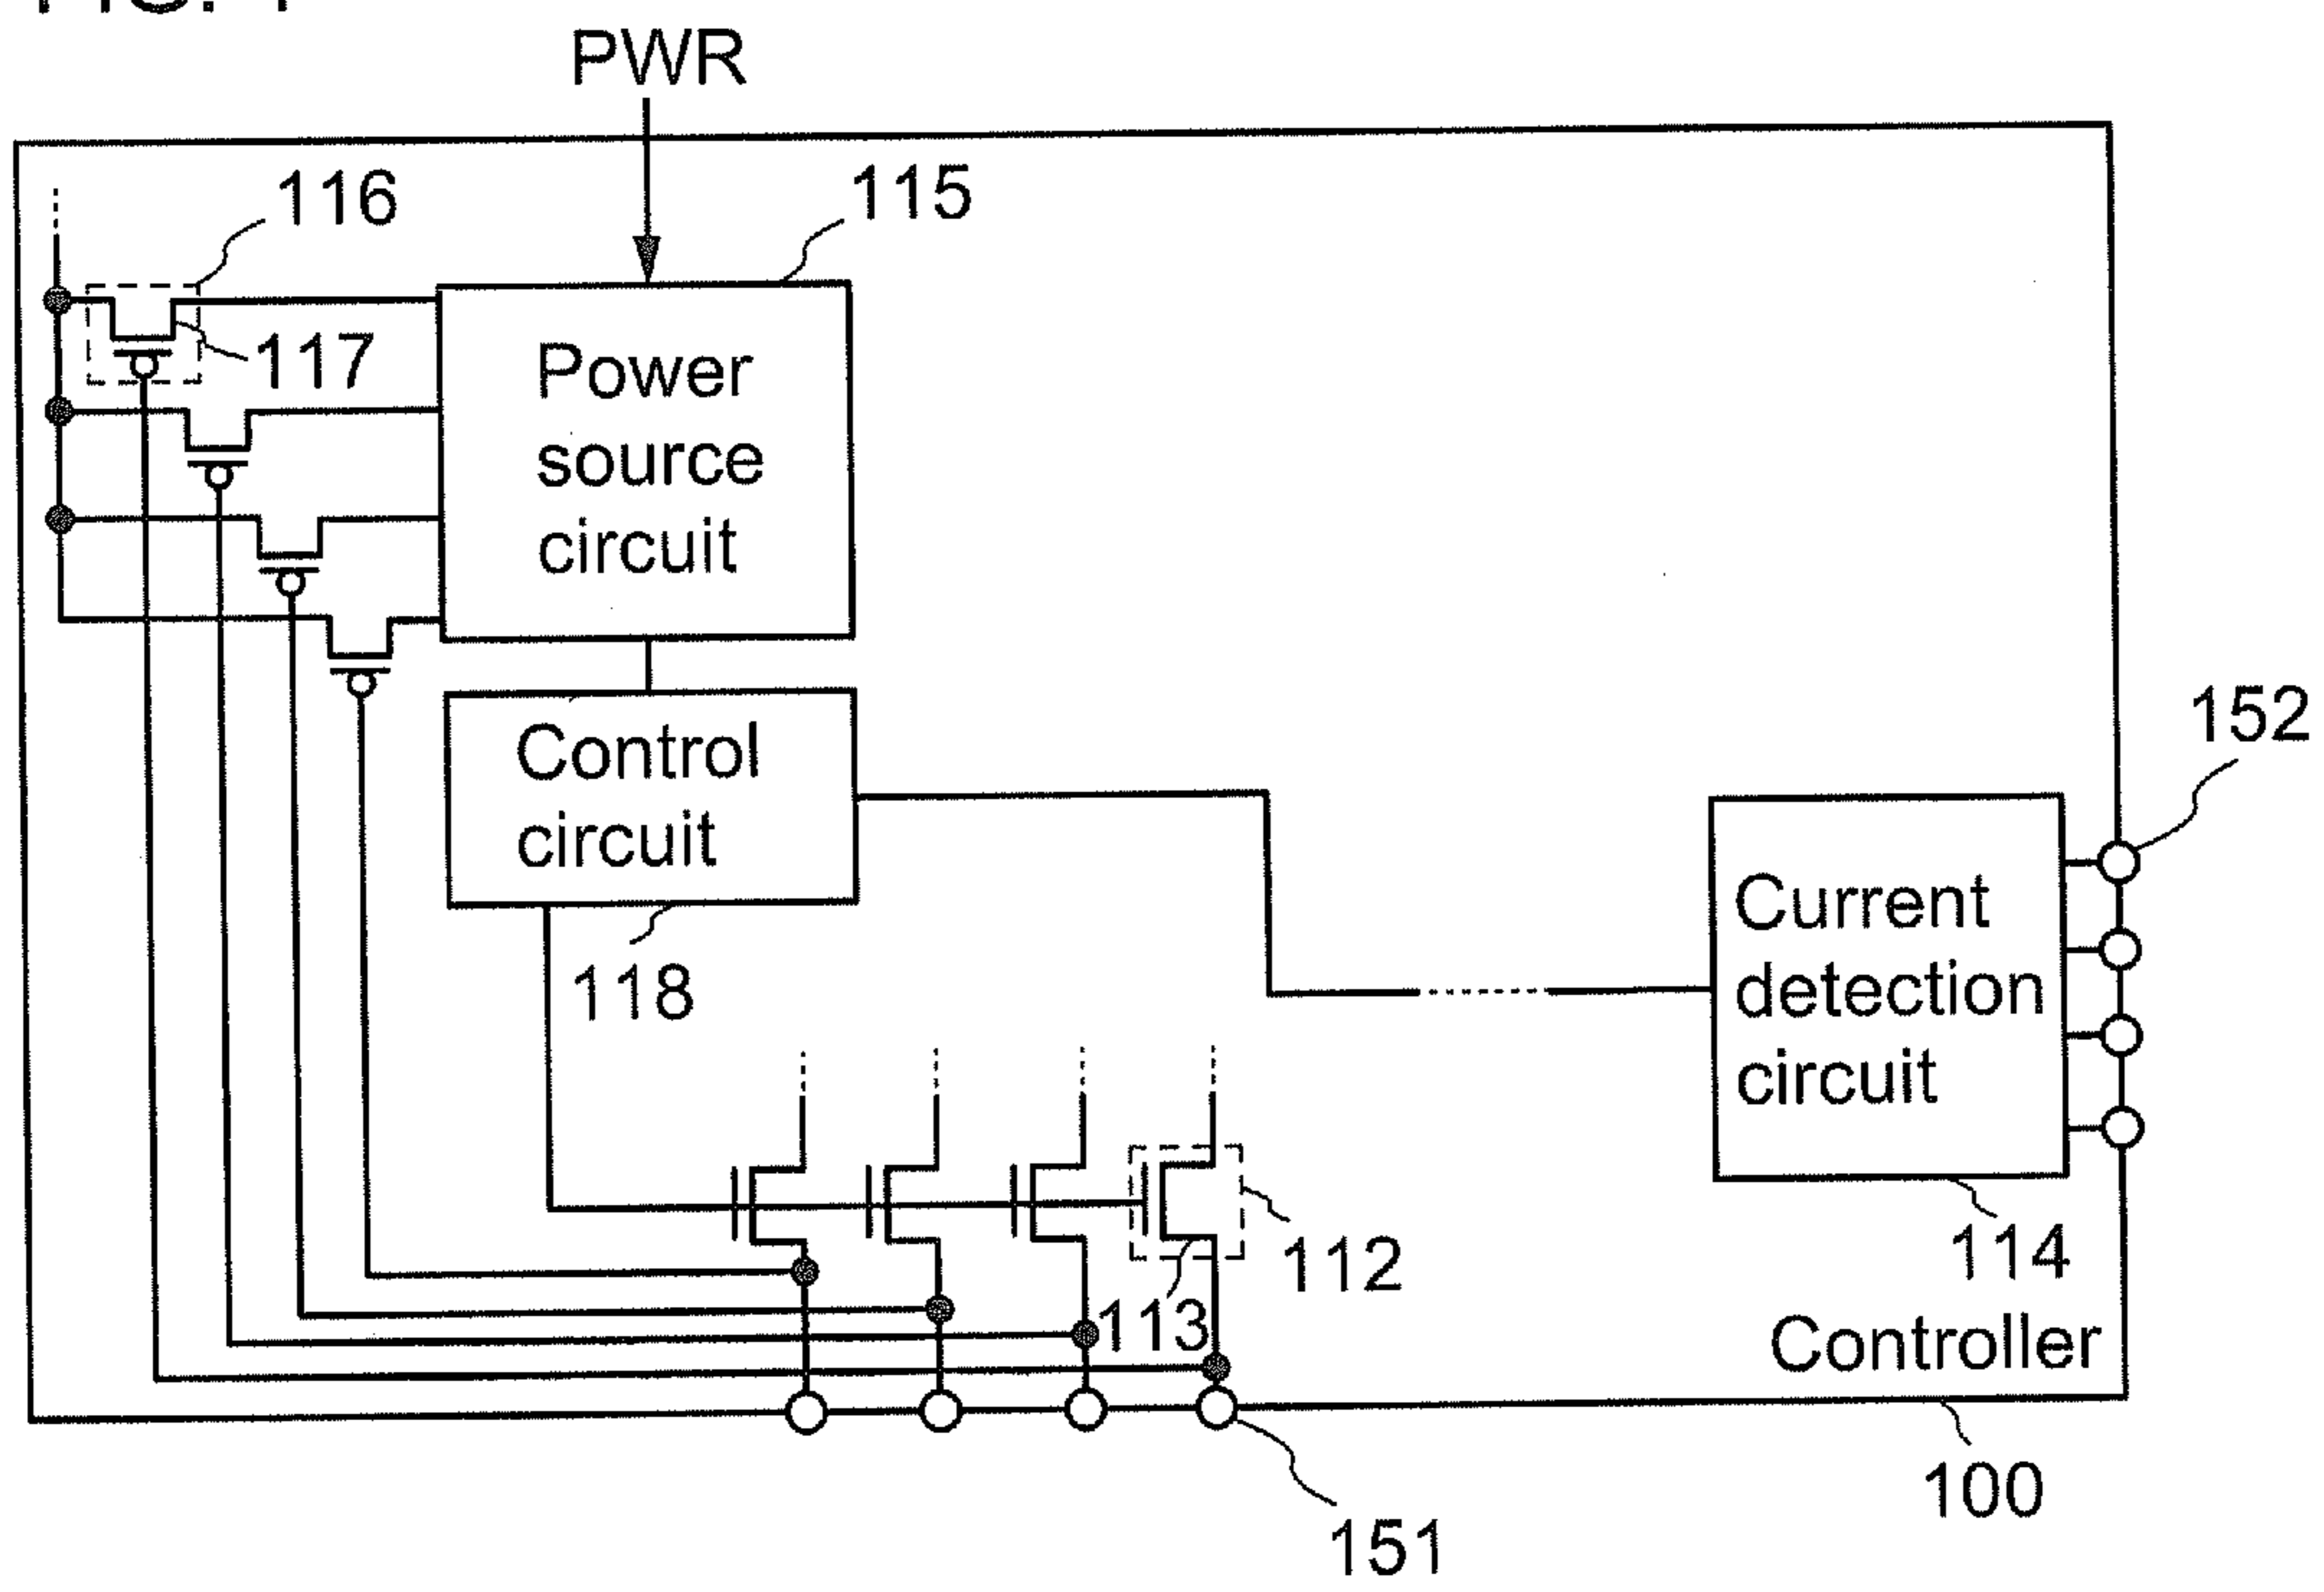 PWR
116
115
117
Power
source
circuit
152
Control
circuit
118
Current
detection
circuit
114
112
113
Controller
100
151